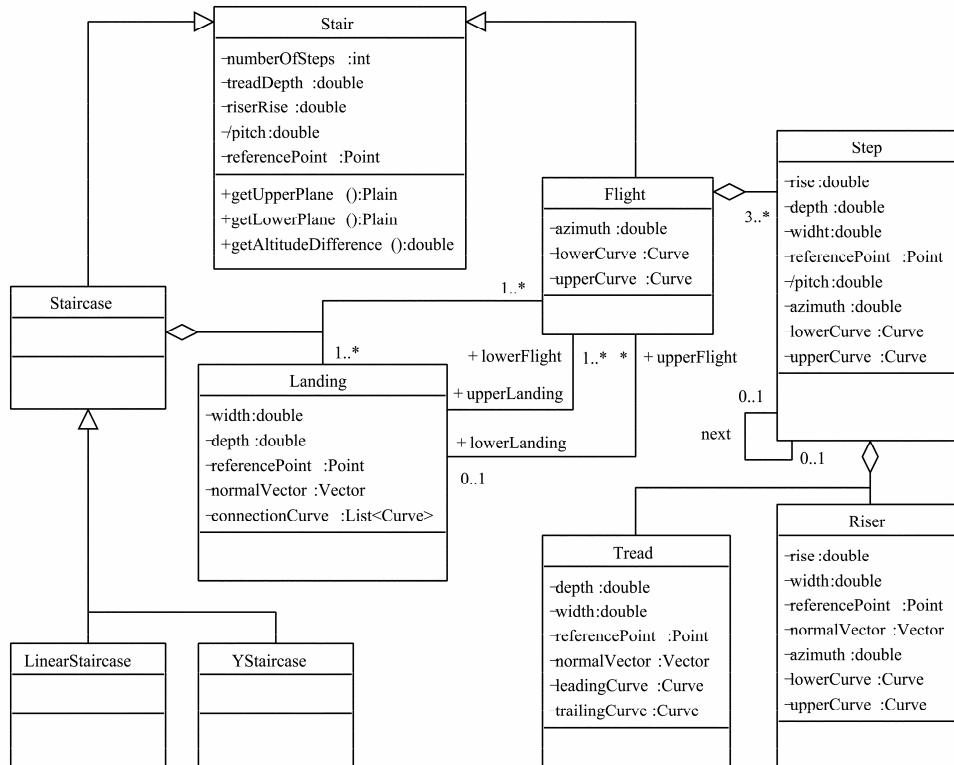 Stair
-numberOfSteps :int
-treadDepth :double
-riserRise :double
-/pitch:double
-referencePoint :Point
+getUpperPlane ():Plain
+getLowerPlane ():Plain
+getAltitudeDifference ():double
Flight
-azimuth :double
-lowerCurve :Curve
-upperCurve :Curve
Step
-rise :double
-depth :double
-widht:double
-referencePoint :Point
-/pitch:double
-azimuth :double
-lowerCurve :Curve
-upperCurve :Curve
3..*
Staircase
1..*
1..*
+ lowerFlight
1..*
*
+ upperFlight
+ upperLanding
+ lowerLanding
0..1
Landing
-width:double
-depth :double
-referencePoint :Point
-normalVector :Vector
-connectionCurve :List<Curve>
0..1
next
0..1
Tread
-depth :double
-width:double
-referencePoint :Point
-normalVector :Vector
-leadingCurve :Curve
-trailingCurve :Curve
Riser
-rise :double
-width:double
-referencePoint :Point
-normalVector :Vector
-azimuth :double
-lowerCurve :Curve
-upperCurve :Curve
LinearStaircase
YStaircase